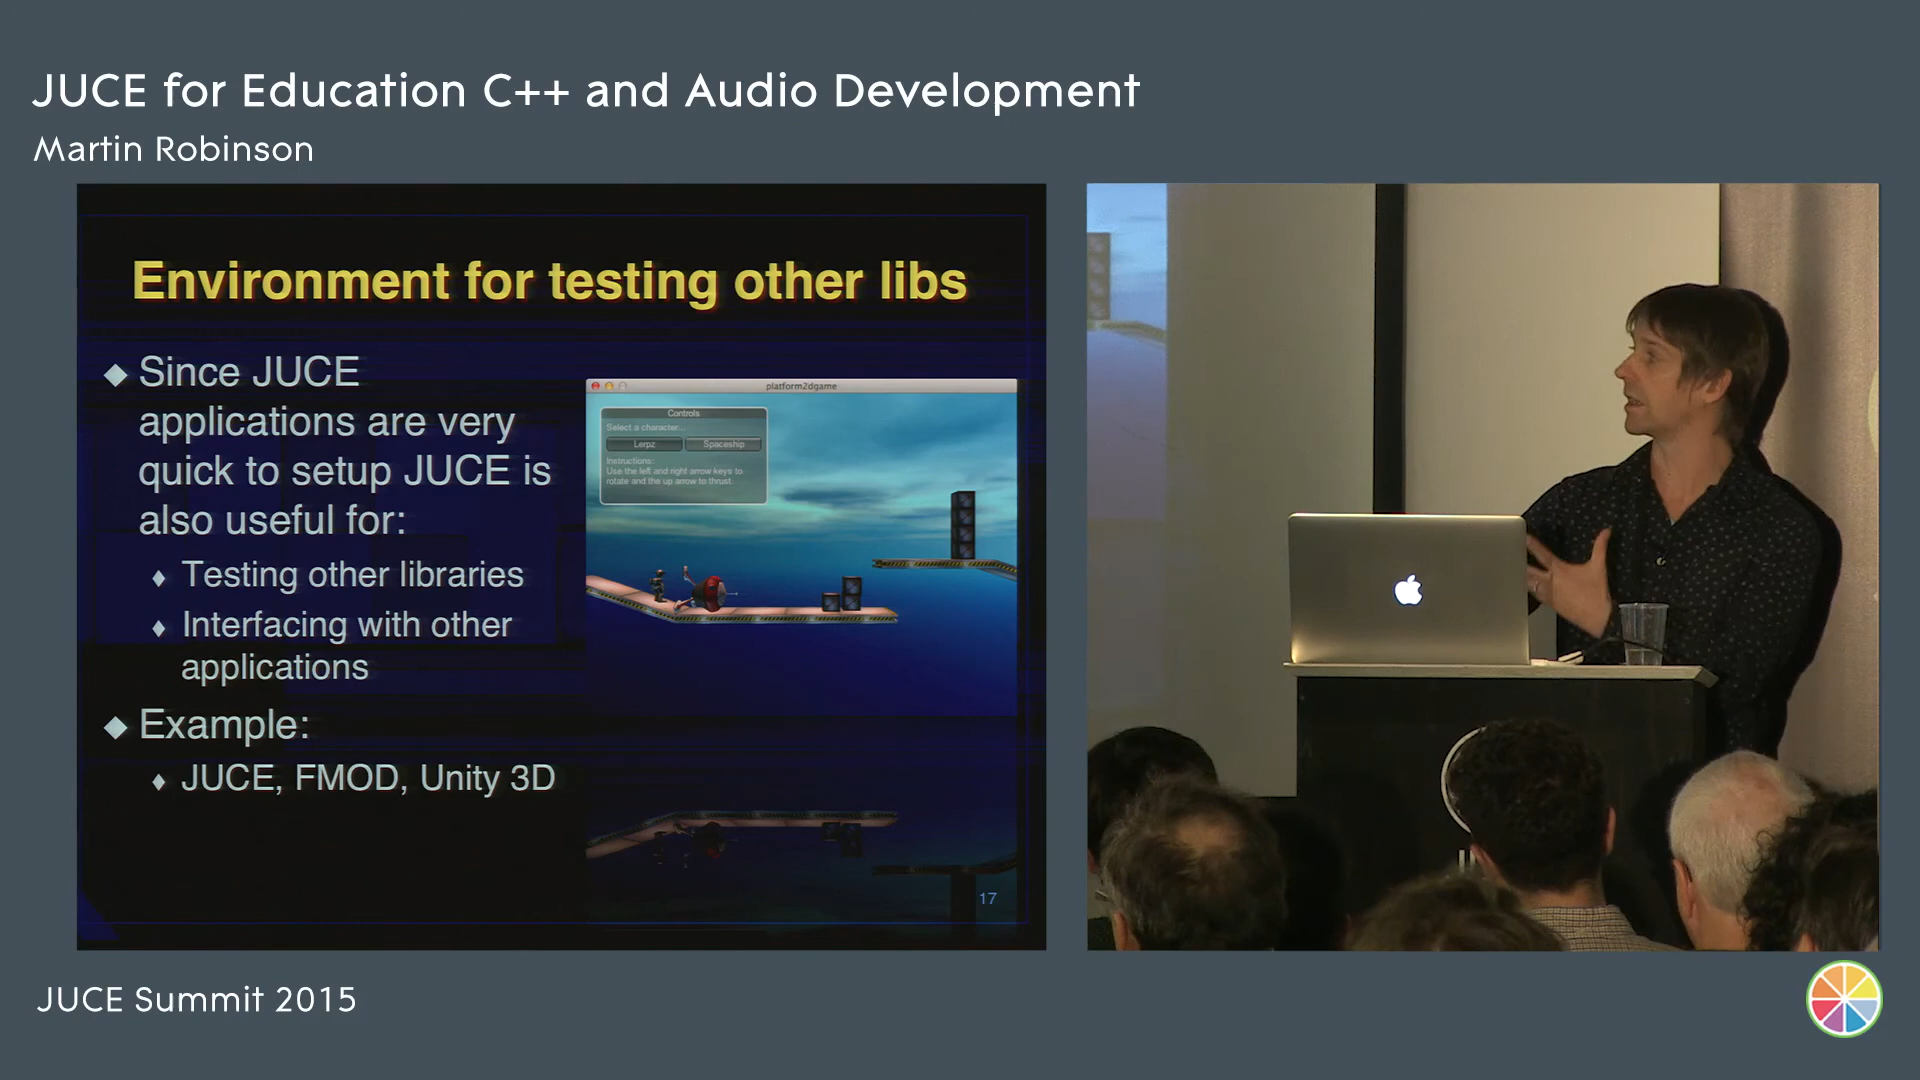 JUCE for Education C++ and Audio Development
Martin Robinson
Environment for testing other libs
Since JUCE
applications are very
quick to setup JUCE is
also useful for:
Testing other libraries
Interfacing with other
applications
Example:
JUCE, FMOD, Unity 3D
platform2dgame
Controls
Select a character...
Lerpz Spaceship
Instructions:
Use the left and right arrow keys to
rotate and the up arrow to thrust.
17
JUCE Summit 2015